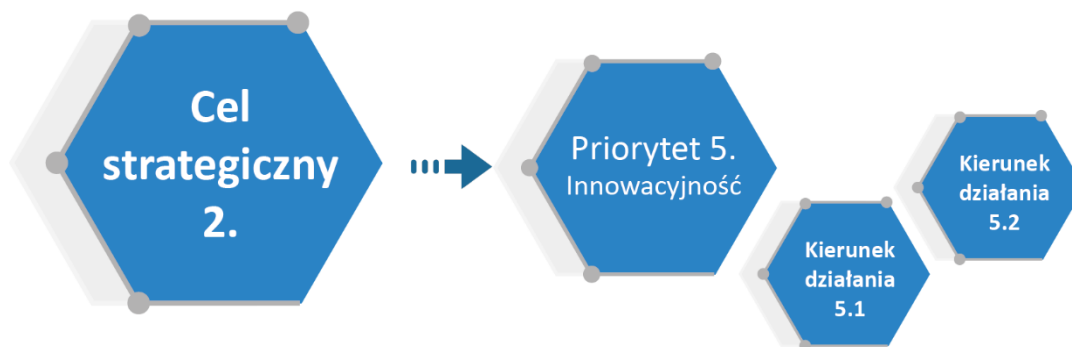 Cel
strategiczny
2.
Priorytet 5.
Innowacyjność
Kierunek
działania
5.1
Kierunek
działania
5.2